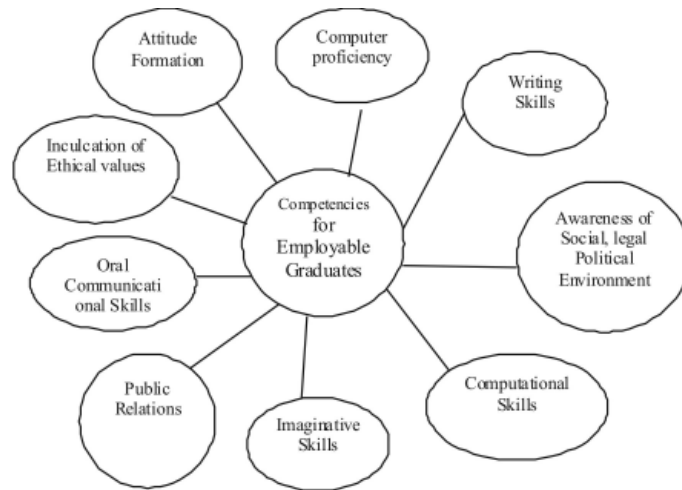 Attitude
Formation
Computer
proficiency
Writing
Skills
Inculcation of
Ethical values
Competencies
for
Employable
Graduates
Awareness of
Social, legal
Political
Environment
Oral
Communicati
onal Skills
Public
Relations
Imaginative
Skills
Computational
Skills